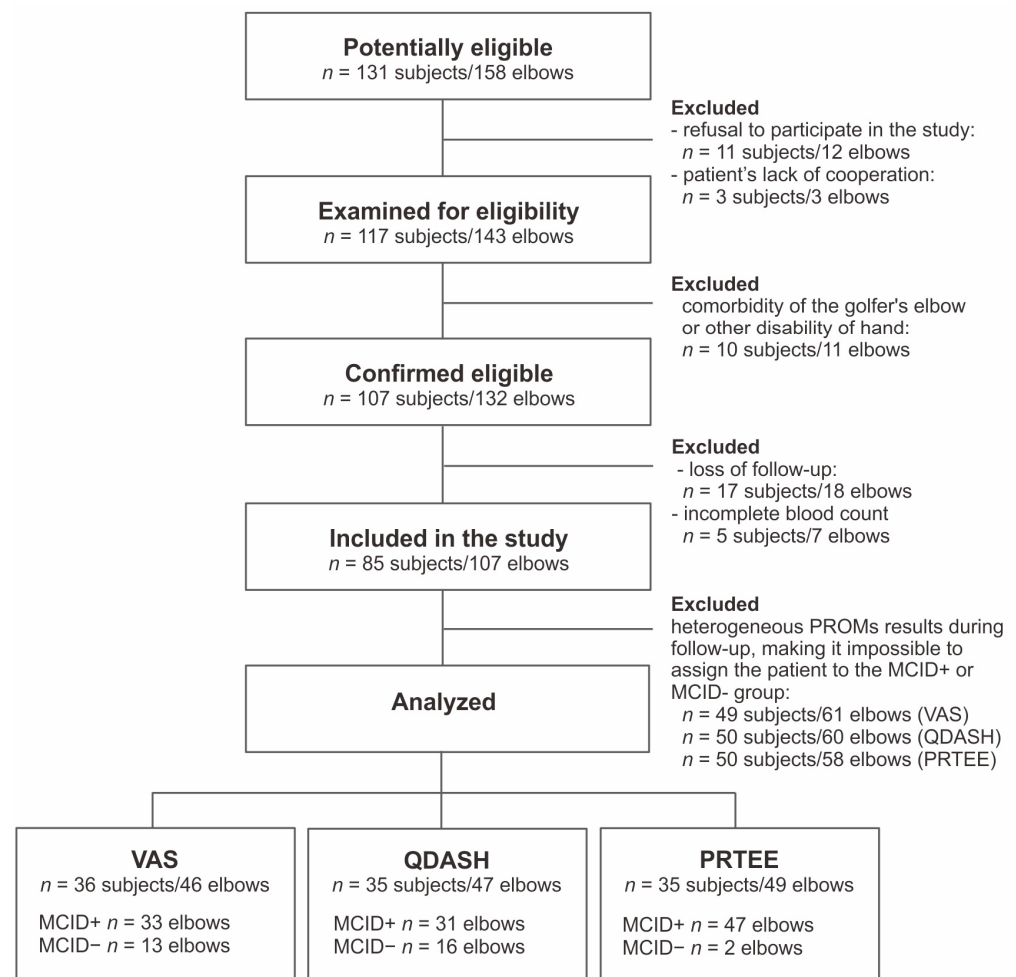 Potentially eligible
n = 131 subjects/158 elbows
Excluded
- refusal to participate in the study:
n = 11 subjects/12 elbows
- patient’s lack of cooperation:
n = 3 subjects/3 elbows
Examined for eligibility
n = 117 subjects/143 elbows
Excluded
comorbidity of the golfer's elbow
or other disability of hand:
n = 10 subjects/11 elbows
Confirmed eligible
n = 107 subjects/132 elbows
Excluded
- loss of follow-up:
n = 17 subjects/18 elbows
- incomplete blood count
n = 5 subjects/7 elbows
Included in the study
n = 85 subjects/107 elbows
Excluded
heterogeneous PROMs results during
follow-up, making it impossible to
assign the patient to the MCID+ or
MCID- group:
n = 49 subjects/61 elbows (VAS)
n = 50 subjects/60 elbows (QDASH)
n = 50 subjects/58 elbows (PRTEE)
Analyzed
VAS
n = 36 subjects/46 elbows
MCID+ n = 33 elbows
MCID− n = 13 elbows
QDASH
n = 35 subjects/47 elbows
MCID+ n = 31 elbows
MCID− n = 16 elbows
PRTEE
n = 35 subjects/49 elbows
MCID+ n = 47 elbows
MCID− n = 2 elbows